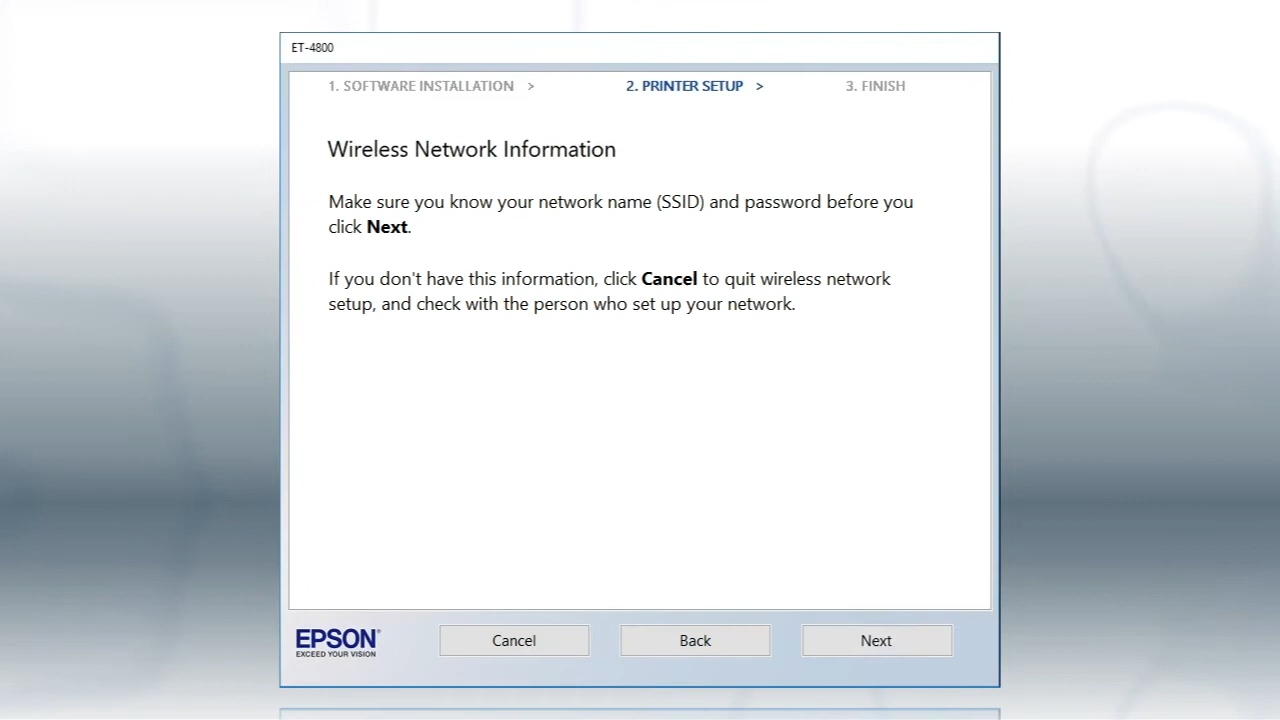 ET-4800
1. SOFTWARE INSTALLATION >
2. PRINTER SETUP >
3. FINISH
Wireless Network Information
Make sure you know your network name (SSID) and password before you
click Next.
If you don't have this information, click Cancel to quit wireless network
setup, and check with the person who set up your network.
EPSON®
EXCEED YOUR VISION
Cancel
Back
Next